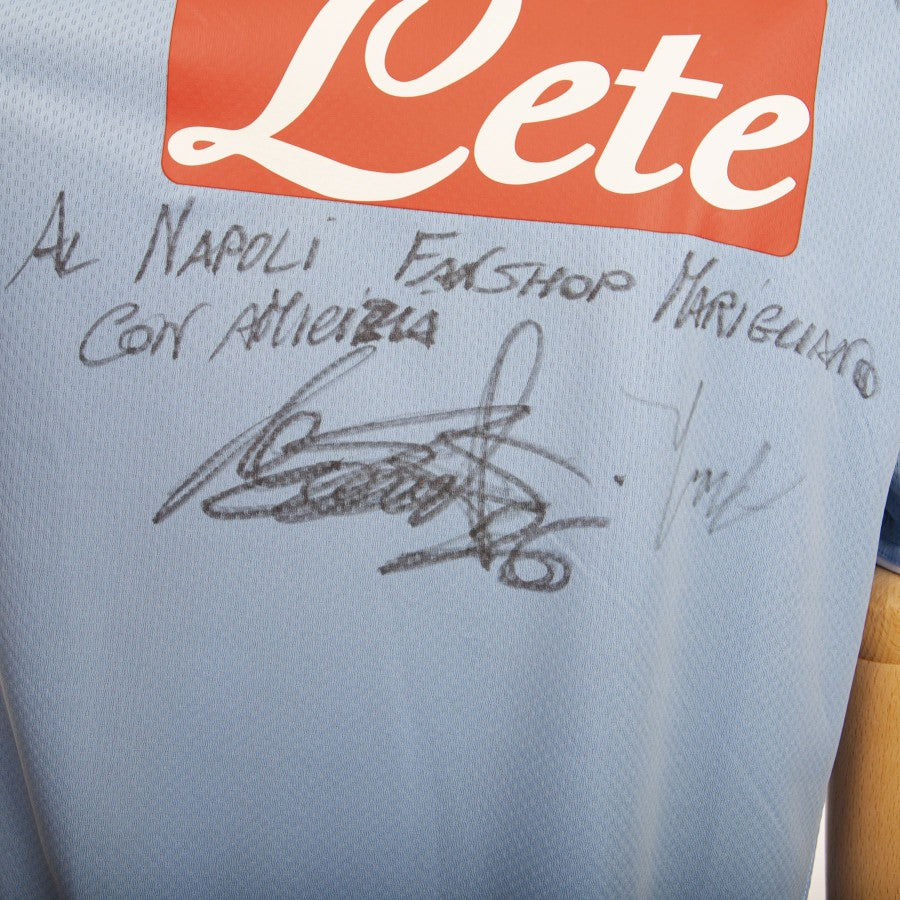 Lete
AL NAPOLI FANSHOP MARIGLIANO
CON AMICIZIA